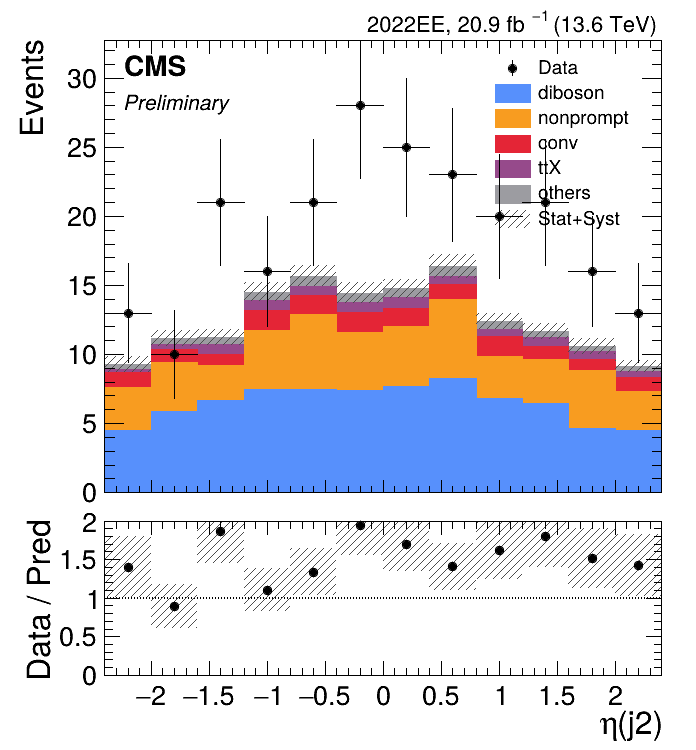 2022EE, 20.9 fb⁻¹ (13.6 TeV)
CMS
Preliminary
Events
30
25
20
15
10
5
0
Data
diboson
nonprompt
conv
ttX
others
Stat+Syst
Data / Pred
2
1.5
1
0.5
0
−2 −1.5 −1 −0.5 0 0.5 1 1.5 2
η(j2)